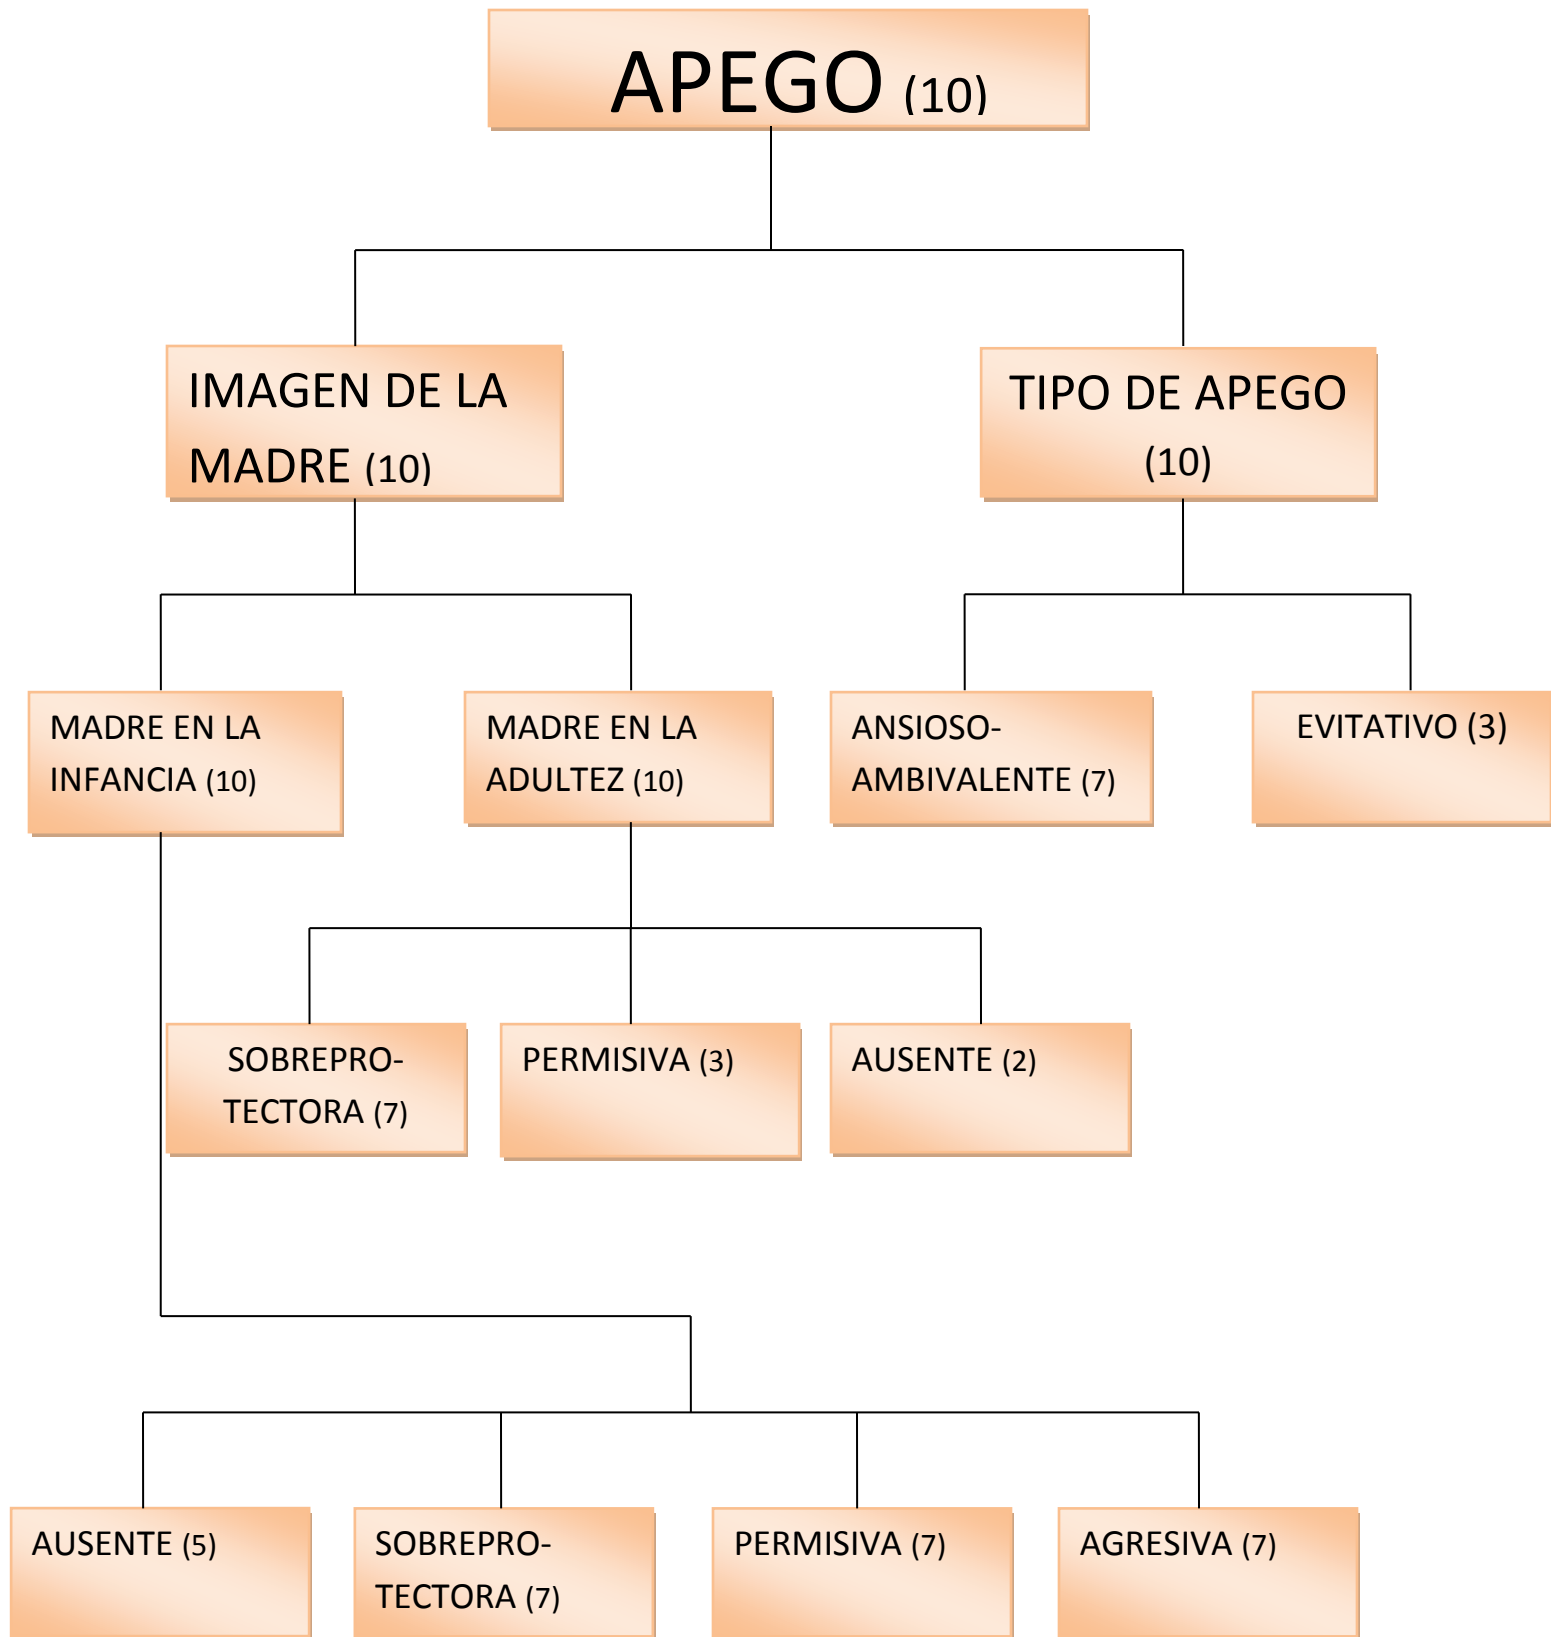 APEGO (10)
IMAGEN DE LA
MADRE (10)
TIPO DE APEGO
(10)
MADRE EN LA
INFANCIA (10)
MADRE EN LA
ADULTEZ (10)
ANSIOSO-
AMBIVALENTE (7)
EVITATIVO (3)
SOBREPRO-
TECTORA (7)
PERMISIVA (3)
AUSENTE (2)
AUSENTE (5)
SOBREPRO-
TECTORA (7)
PERMISIVA (7)
AGRESIVA (7)